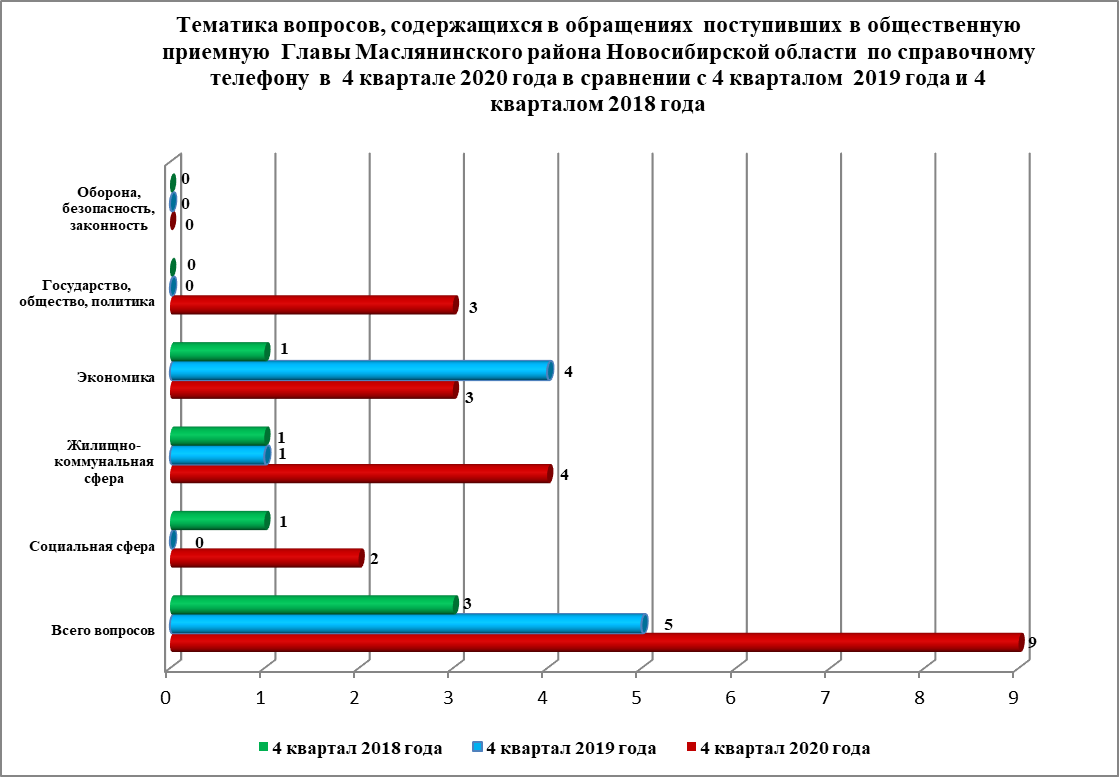 Тематика вопросов, содержащихся в обращениях поступивших в общественную
приемную Главы Маслянинского района Новосибирской области по справочному
телефону в 4 квартале 2020 года в сравнении с 4 кварталом 2019 года и 4
кварталом 2018 года
Оборона,
безопасность,
законность
0
0
0
Государство,
общество, политика
0
0
3
Экономика
1
4
3
Жилищно-
коммунальная
сфера
1
1
4
Социальная сфера
1
0
2
Всего вопросов
3
5
9
0 1 2 3 4 5 6 7 8 9
4 квартал 2018 года 4 квартал 2019 года 4 квартал 2020 года